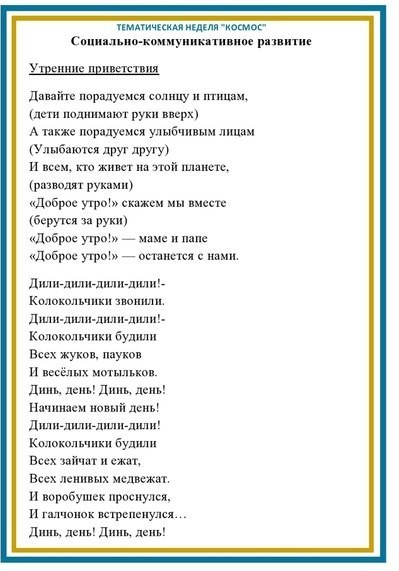 ТЕМАТИЧЕСКАЯ НЕДЕЛЯ "КОСМОС"
Социально-коммуникативное развитие
Утренние приветствия
Давайте порадуемся солнцу и птицам,
(дети поднимают руки вверх)
А также порадуемся улыбчивым лицам
(Улыбаются друг другу)
И всем, кто живет на этой планете,
(разводят руками)
«Доброе утро!» скажем мы вместе
(берутся за руки)
«Доброе утро!» — маме и папе
«Доброе утро!» — останется с нами.
Дили-дили-дили-дили!-
Колокольчики звонили.
Дили-дили-дили-дили!-
Колокольчики будили
Всех жуков, пауков
И весёлых мотыльков.
Динь, день! Динь, день!
Начинаем новый день!
Дили-дили-дили-дили!
Колокольчики будили
Всех зайчат и ежат,
Всех ленивых медвежат.
И воробушек проснулся,
И галчонок встрепенулся…
Динь, день! Динь, день!